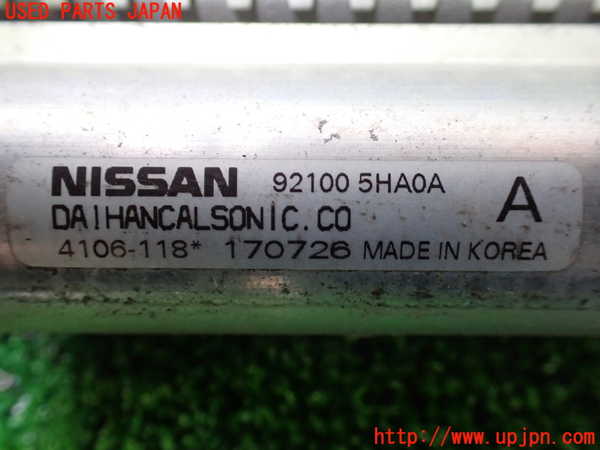 USED PARTS JAPAN
NISSAN 92100 5HA0A A
DAIHANCALSONIC.CO
4106-118* 170726 MADE IN KOREA
http://www.upjpn.com/